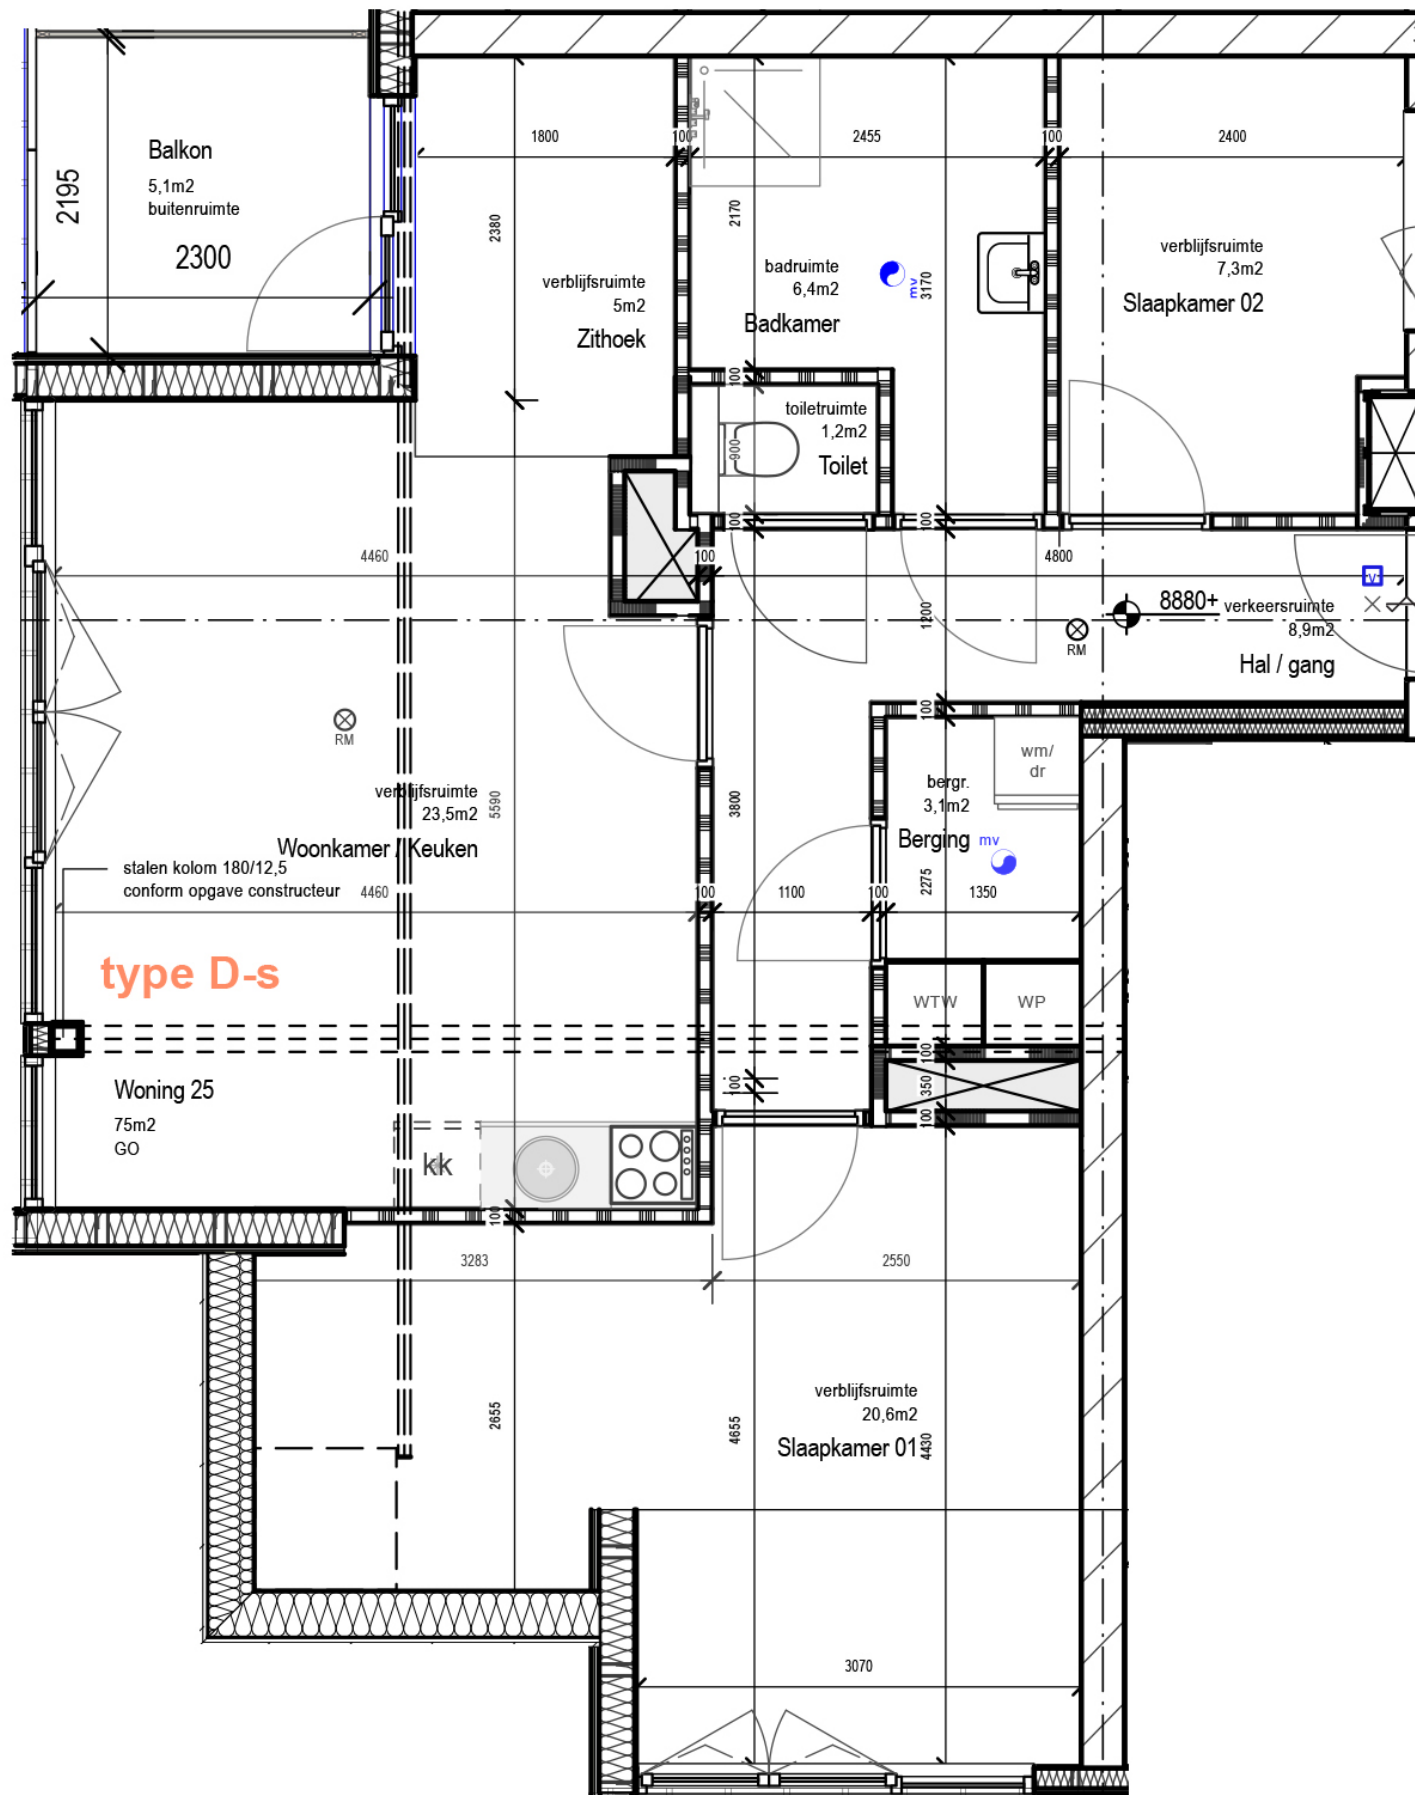 1800
100
2455
100
2400
Balkon
5,1m2
buitenruimte
2195
2300
2380
2170
3170
verblijfsruimte
5m2
Zithoek
badruimte
6,4m2
Badkamer
mv
verblijfsruimte
7,3m2
Slaapkamer 02
100
toiletruimte
1,2m2
Toilet
900
100
100
4460
100
4800
1200
8880+
verkeersruimte
8,9m2
Hal / gang
RM
V
RM
100
wm/
dr
bergr.
3,1m2
Berging
mv
verblijfsruimte
23,5m2
Woonkamer / Keuken
5590
3800
2275
stalen kolom 180/12,5
conform opgave constructeur
4460
100
1100
100
1350
type D-s
WTW
WP
100
350
100
100
Woning 25
75m2
GO
kk
100
3283
2550
verblijfsruimte
20,6m2
Slaapkamer 01
2655
4655
4430
3070